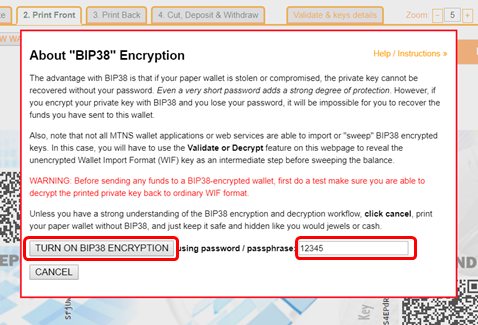 2. Print Front
3. Print Back
4. Cut, Deposit & Withdraw
Validate & keys details
Zoom: - 5 +
About "BIP38" Encryption
Help / Instructions »
The advantage with BIP38 is that if your paper wallet is stolen or compromised, the private key cannot be
recovered without your password. Even a very short password adds a strong degree of protection. However, if
you encrypt your private key with BIP38 and you lose your password, it will be impossible for you to recover the
funds you have sent to this wallet.
Also, note that not all MTNS wallet applications or web services are able to import or "sweep" BIP38 encrypted
keys. In this case, you will have to use the Validate or Decrypt feature on this webpage to reveal the
unencrypted Wallet Import Format (WIF) key as an intermediate step before sweeping the balance.
WARNING: Before sending any funds to a BIP38-encrypted wallet, first do a test make sure you are able to
decrypt the printed private key back to ordinary WIF format.
Unless you have a strong understanding of the BIP38 encryption and decryption workflow, click cancel, print
your paper wallet without BIP38, and just keep it safe and hidden like you would jewels or cash.
TURN ON BIP38 ENCRYPTION using password / passphrase: 12345
CANCEL
Key
S4EPdR